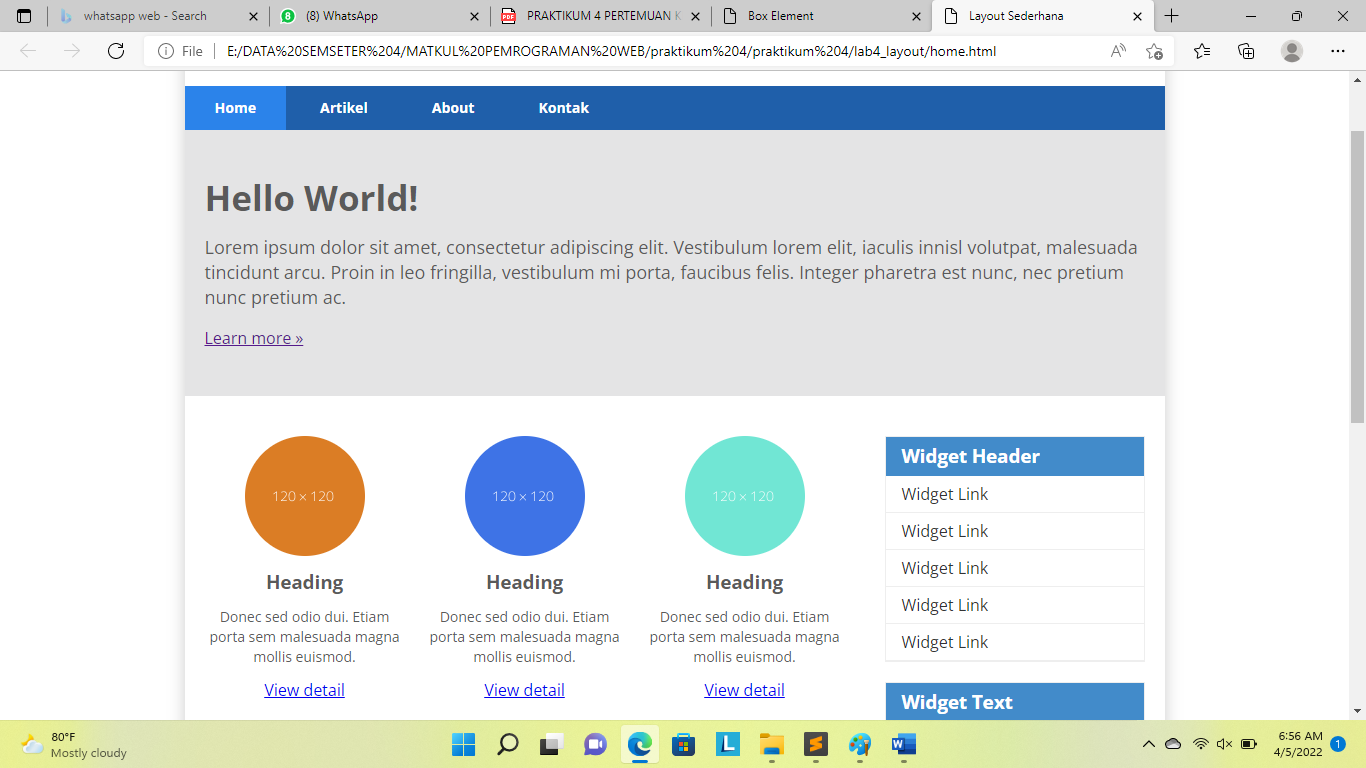 whatsapp web - Search
(8) WhatsApp
PRAKTIKUM 4 PERTEMUAN K
Box Element
Layout Sederhana
File
E:/DATA%20SEMSETER%204/MATKUL%20PEMROGRAMAN%20WEB/praktikum%204/praktikum%204/lab4_layout/home.html
Home
Artikel
About
Kontak
Hello World!
Lorem ipsum dolor sit amet, consectetur adipiscing elit. Vestibulum lorem elit, iaculis innisl volutpat, malesuada
tincidunt arcu. Proin in leo fringilla, vestibulum mi porta, faucibus felis. Integer pharetra est nunc, nec pretium
nunc pretium ac.
Learn more »
120 × 120
Heading
Donec sed odio dui. Etiam
porta sem malesuada magna
mollis euismod.
View detail
120 × 120
Heading
Donec sed odio dui. Etiam
porta sem malesuada magna
mollis euismod.
View detail
120 × 120
Heading
Donec sed odio dui. Etiam
porta sem malesuada magna
mollis euismod.
View detail
Widget Header
Widget Link
Widget Link
Widget Link
Widget Link
Widget Link
Widget Text
80°F
Mostly cloudy
6:56 AM
4/5/2022
1